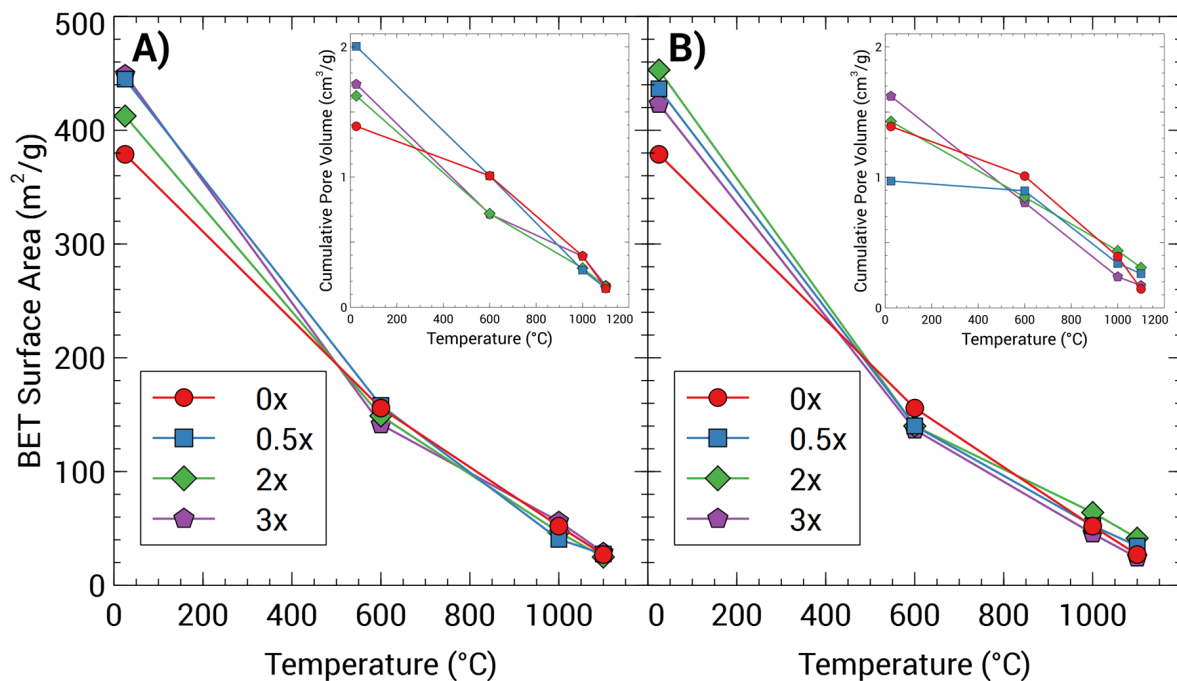 A)
B)
BET Surface Area (m²/g)
500
400
300
200
100
0
0 200 400 600 800 1000
Temperature (°C)
0x
0.5x
2x
3x
Cumulative Pore Volume (cm³/g)
2
1
0
0 200 400 600 800 1000 1200
Temperature (°C)
0 200 400 600 800 1000
Temperature (°C)
0x
0.5x
2x
3x
Cumulative Pore Volume (cm³/g)
2
1
0
0 200 400 600 800 1000 1200
Temperature (°C)